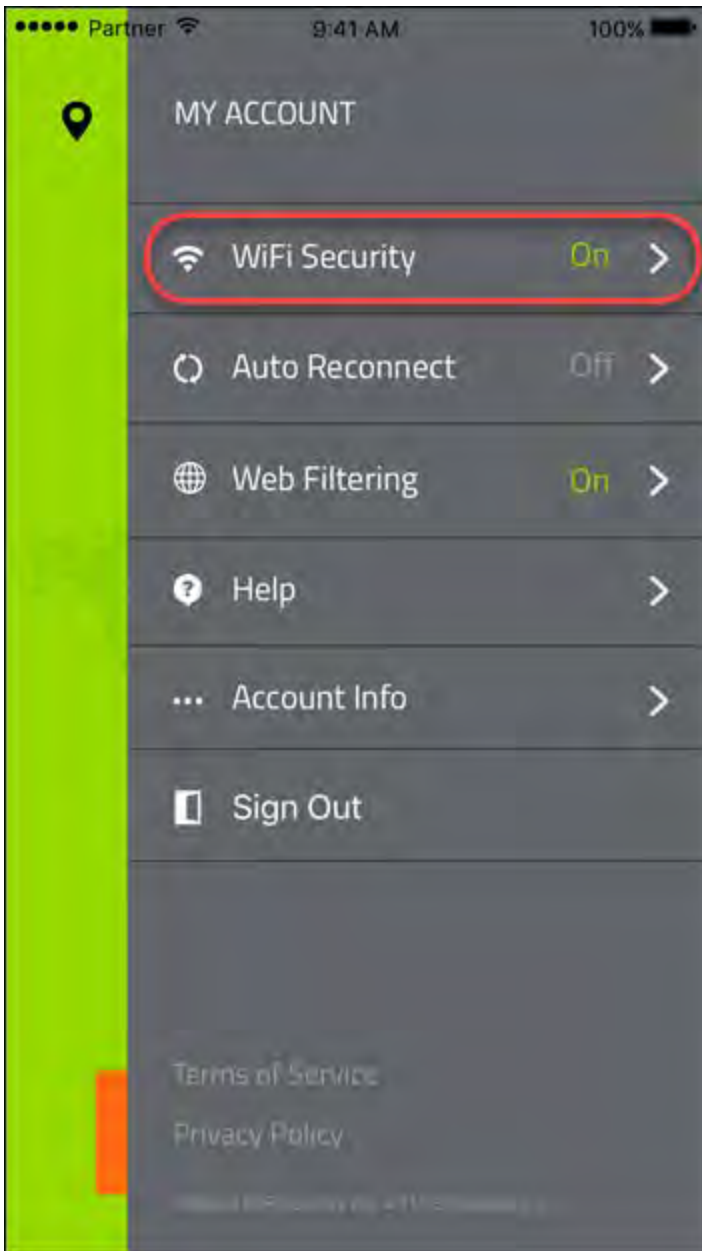 Partner 9:41 AM 100%
MY ACCOUNT
WiFi Security On
Auto Reconnect Off
Web Filtering On
? Help
Account Info
Sign Out
Terms of Service
Privacy Policy